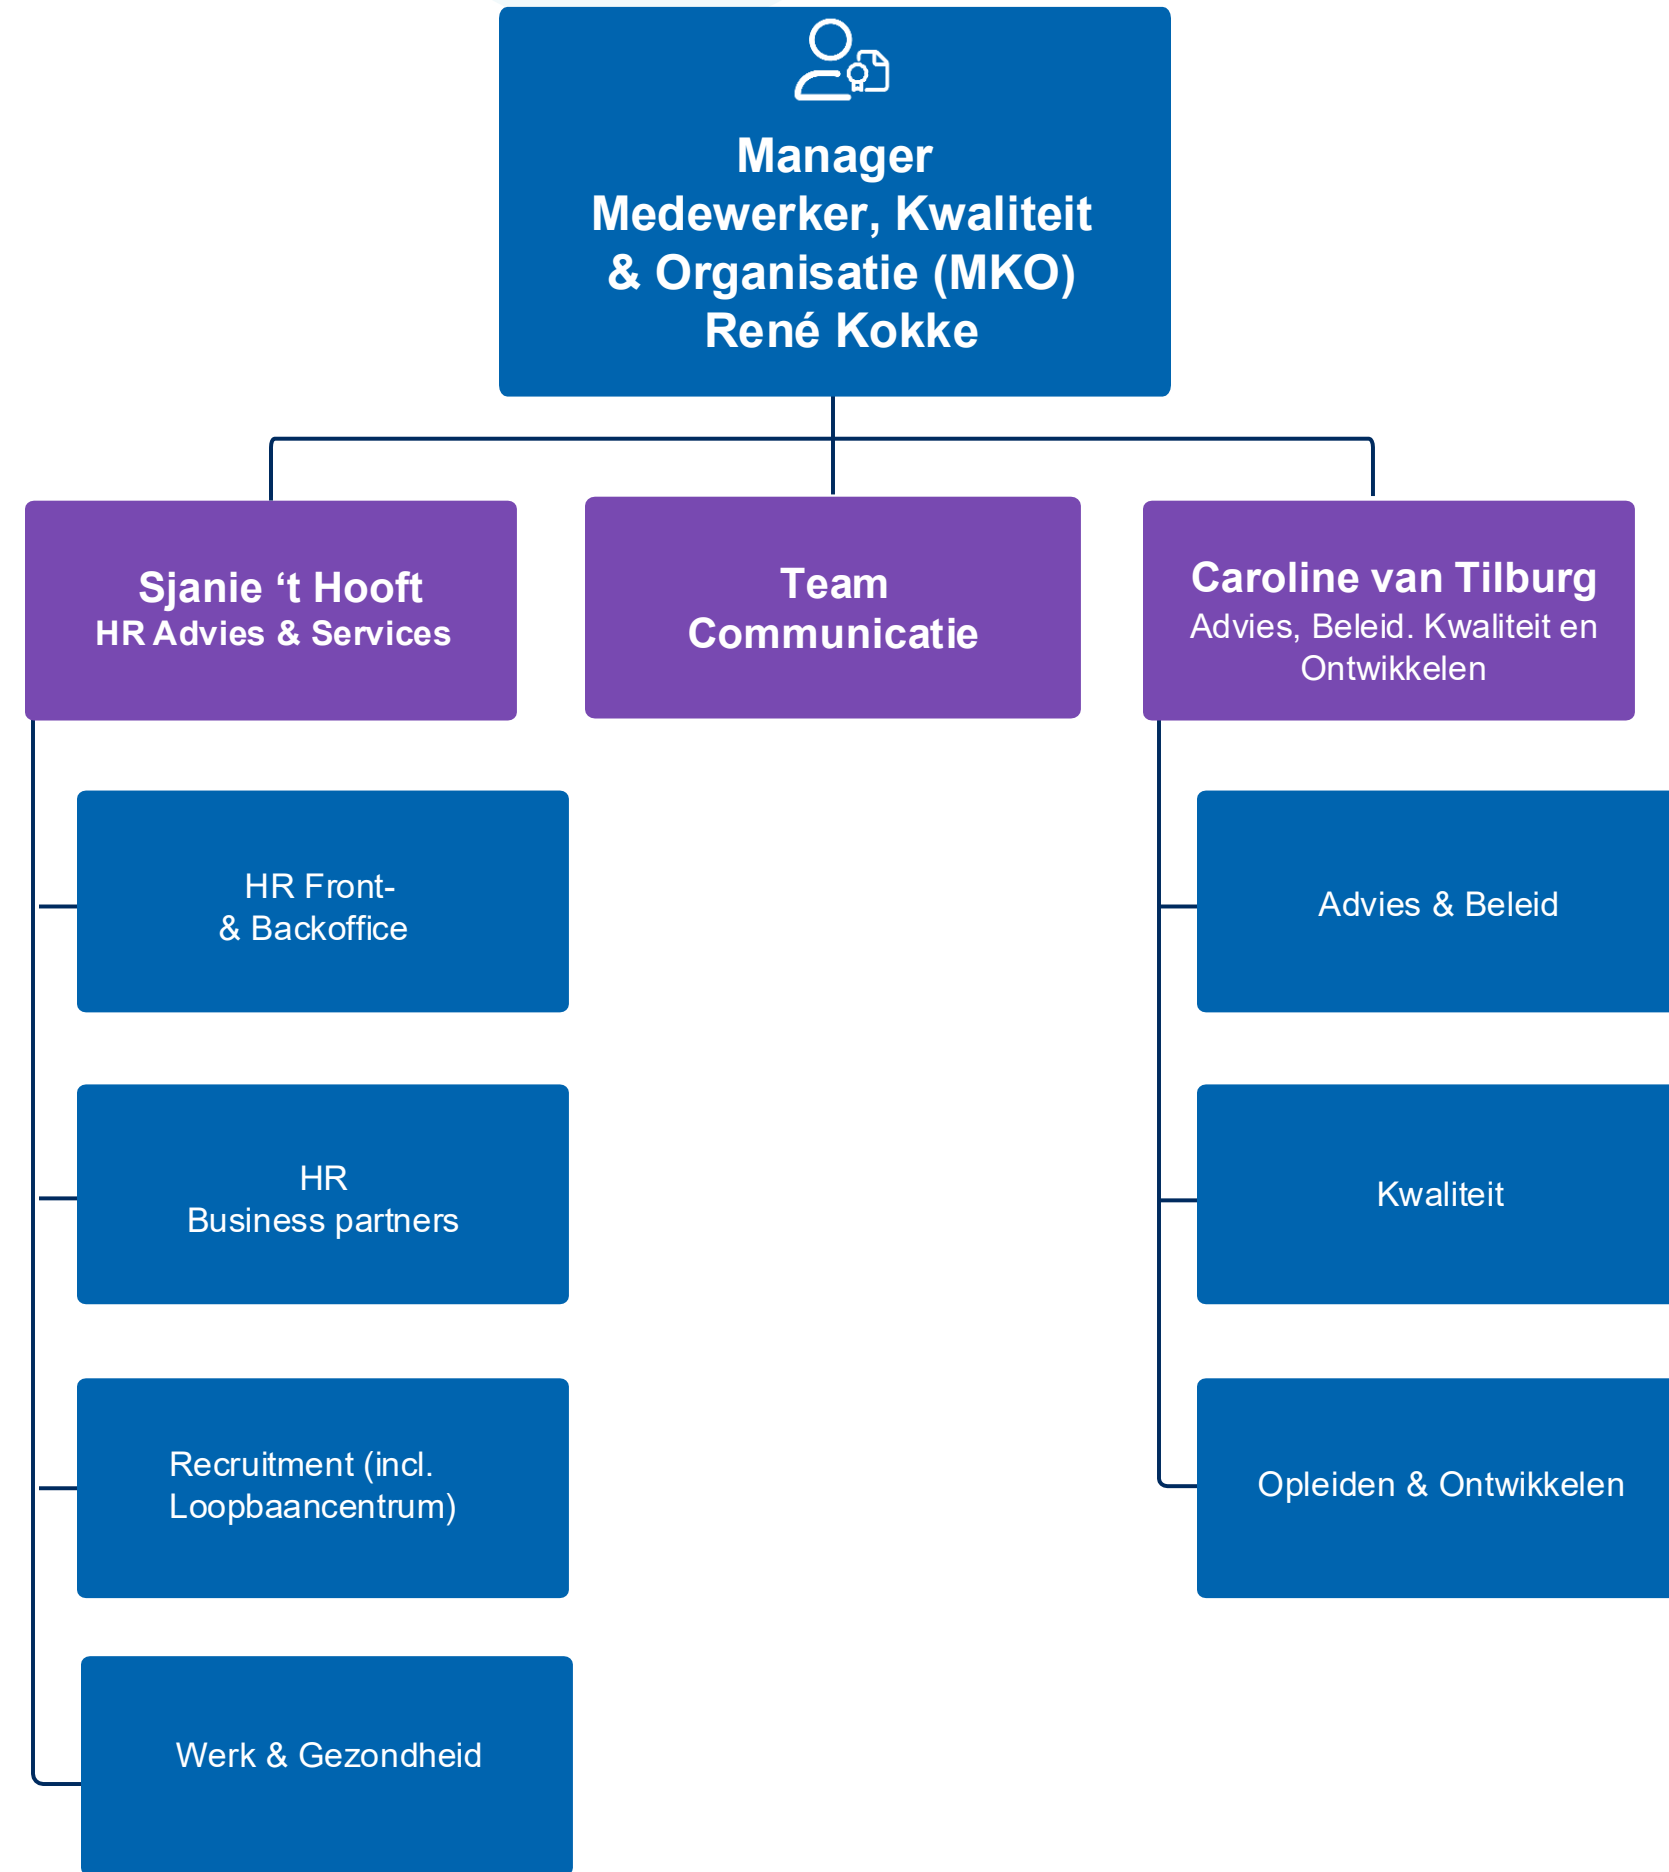 Manager
Medewerker, Kwaliteit
& Organisatie (MKO)
René Kokke
Sjanie ‘t Hooft
HR Advies & Services
Team
Communicatie
Caroline van Tilburg
Advies, Beleid. Kwaliteit en
Ontwikkelen
HR Front-
& Backoffice
HR
Business partners
Recruitment (incl.
Loopbaancentrum)
Werk & Gezondheid
Advies & Beleid
Kwaliteit
Opleiden & Ontwikkelen